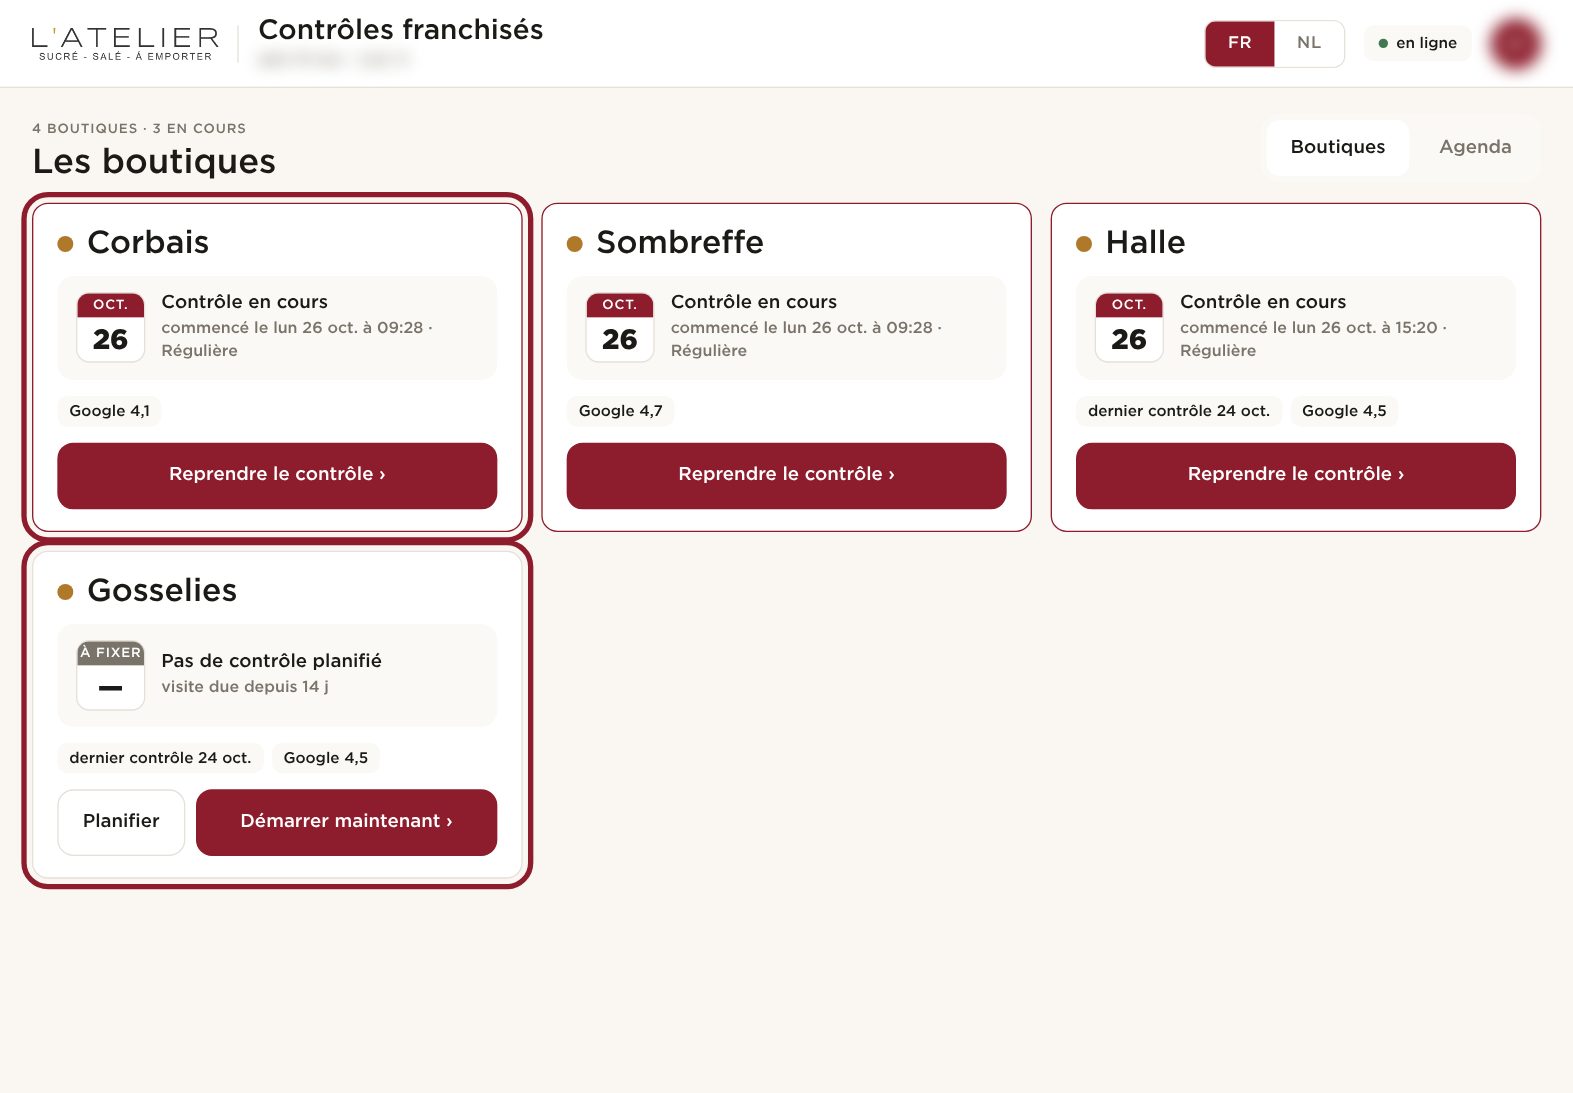 L'ATELIER
SUCRÉ - SALÉ - À EMPORTER
Contrôles franchisés
FR
NL
en ligne
4 BOUTIQUES · 3 EN COURS
Les boutiques
Boutiques
Agenda
Corbais
OCT.
26
Contrôle en cours
commencé le lun 26 oct. à 09:28 ·
Régulière
Google 4,1
Reprendre le contrôle ›
Sombreffe
OCT.
26
Contrôle en cours
commencé le lun 26 oct. à 09:28 ·
Régulière
Google 4,7
Reprendre le contrôle ›
Halle
OCT.
26
Contrôle en cours
commencé le lun 26 oct. à 15:20 ·
Régulière
dernier contrôle 24 oct.
Google 4,5
Reprendre le contrôle ›
Gosselies
À FIXER
—
Pas de contrôle planifié
visite due depuis 14 j
dernier contrôle 24 oct.
Google 4,5
Planifier
Démarrer maintenant ›